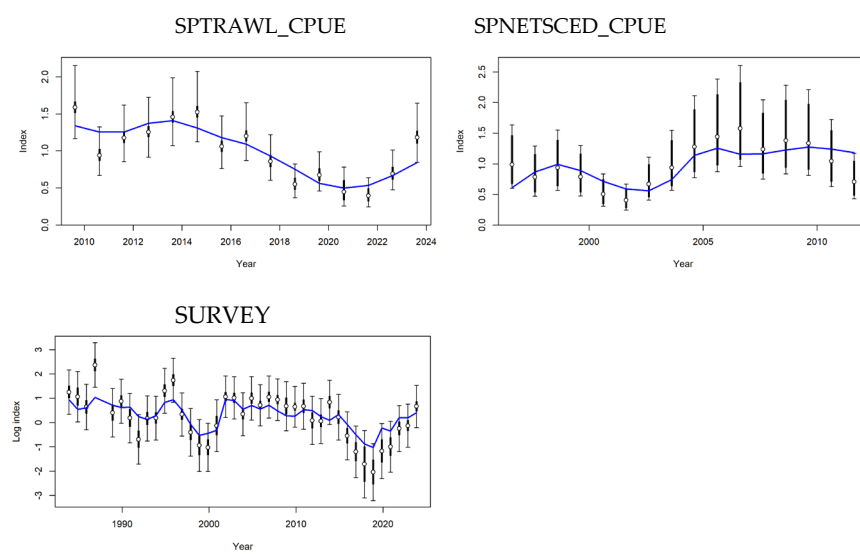 SPTRAWL_CPUE
SPNETSCED_CPUE
Index
2.0
1.5
1.0
0.5
0.0
2010 2012 2014 2016 2018 2020 2022 2024
Year
Index
2.5
2.0
1.5
1.0
0.5
0.0
2000 2005 2010
Year
SURVEY
Log index
3
2
1
0
-1
-2
-3
1990 2000 2010 2020
Year